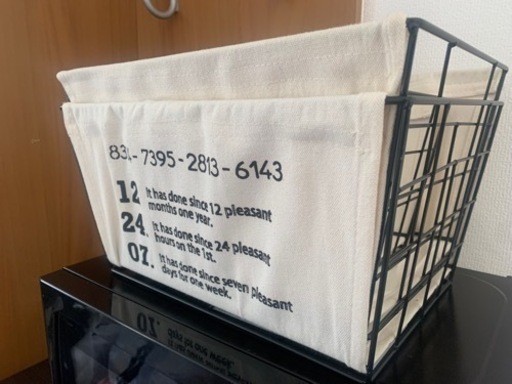 83L-7395-2813-6143
12 It has done since 12 pleasant
months one year.
24. It has done since 24 pleasant
hours on the 1st.
07. It has done since seven pleasant
days for one week.